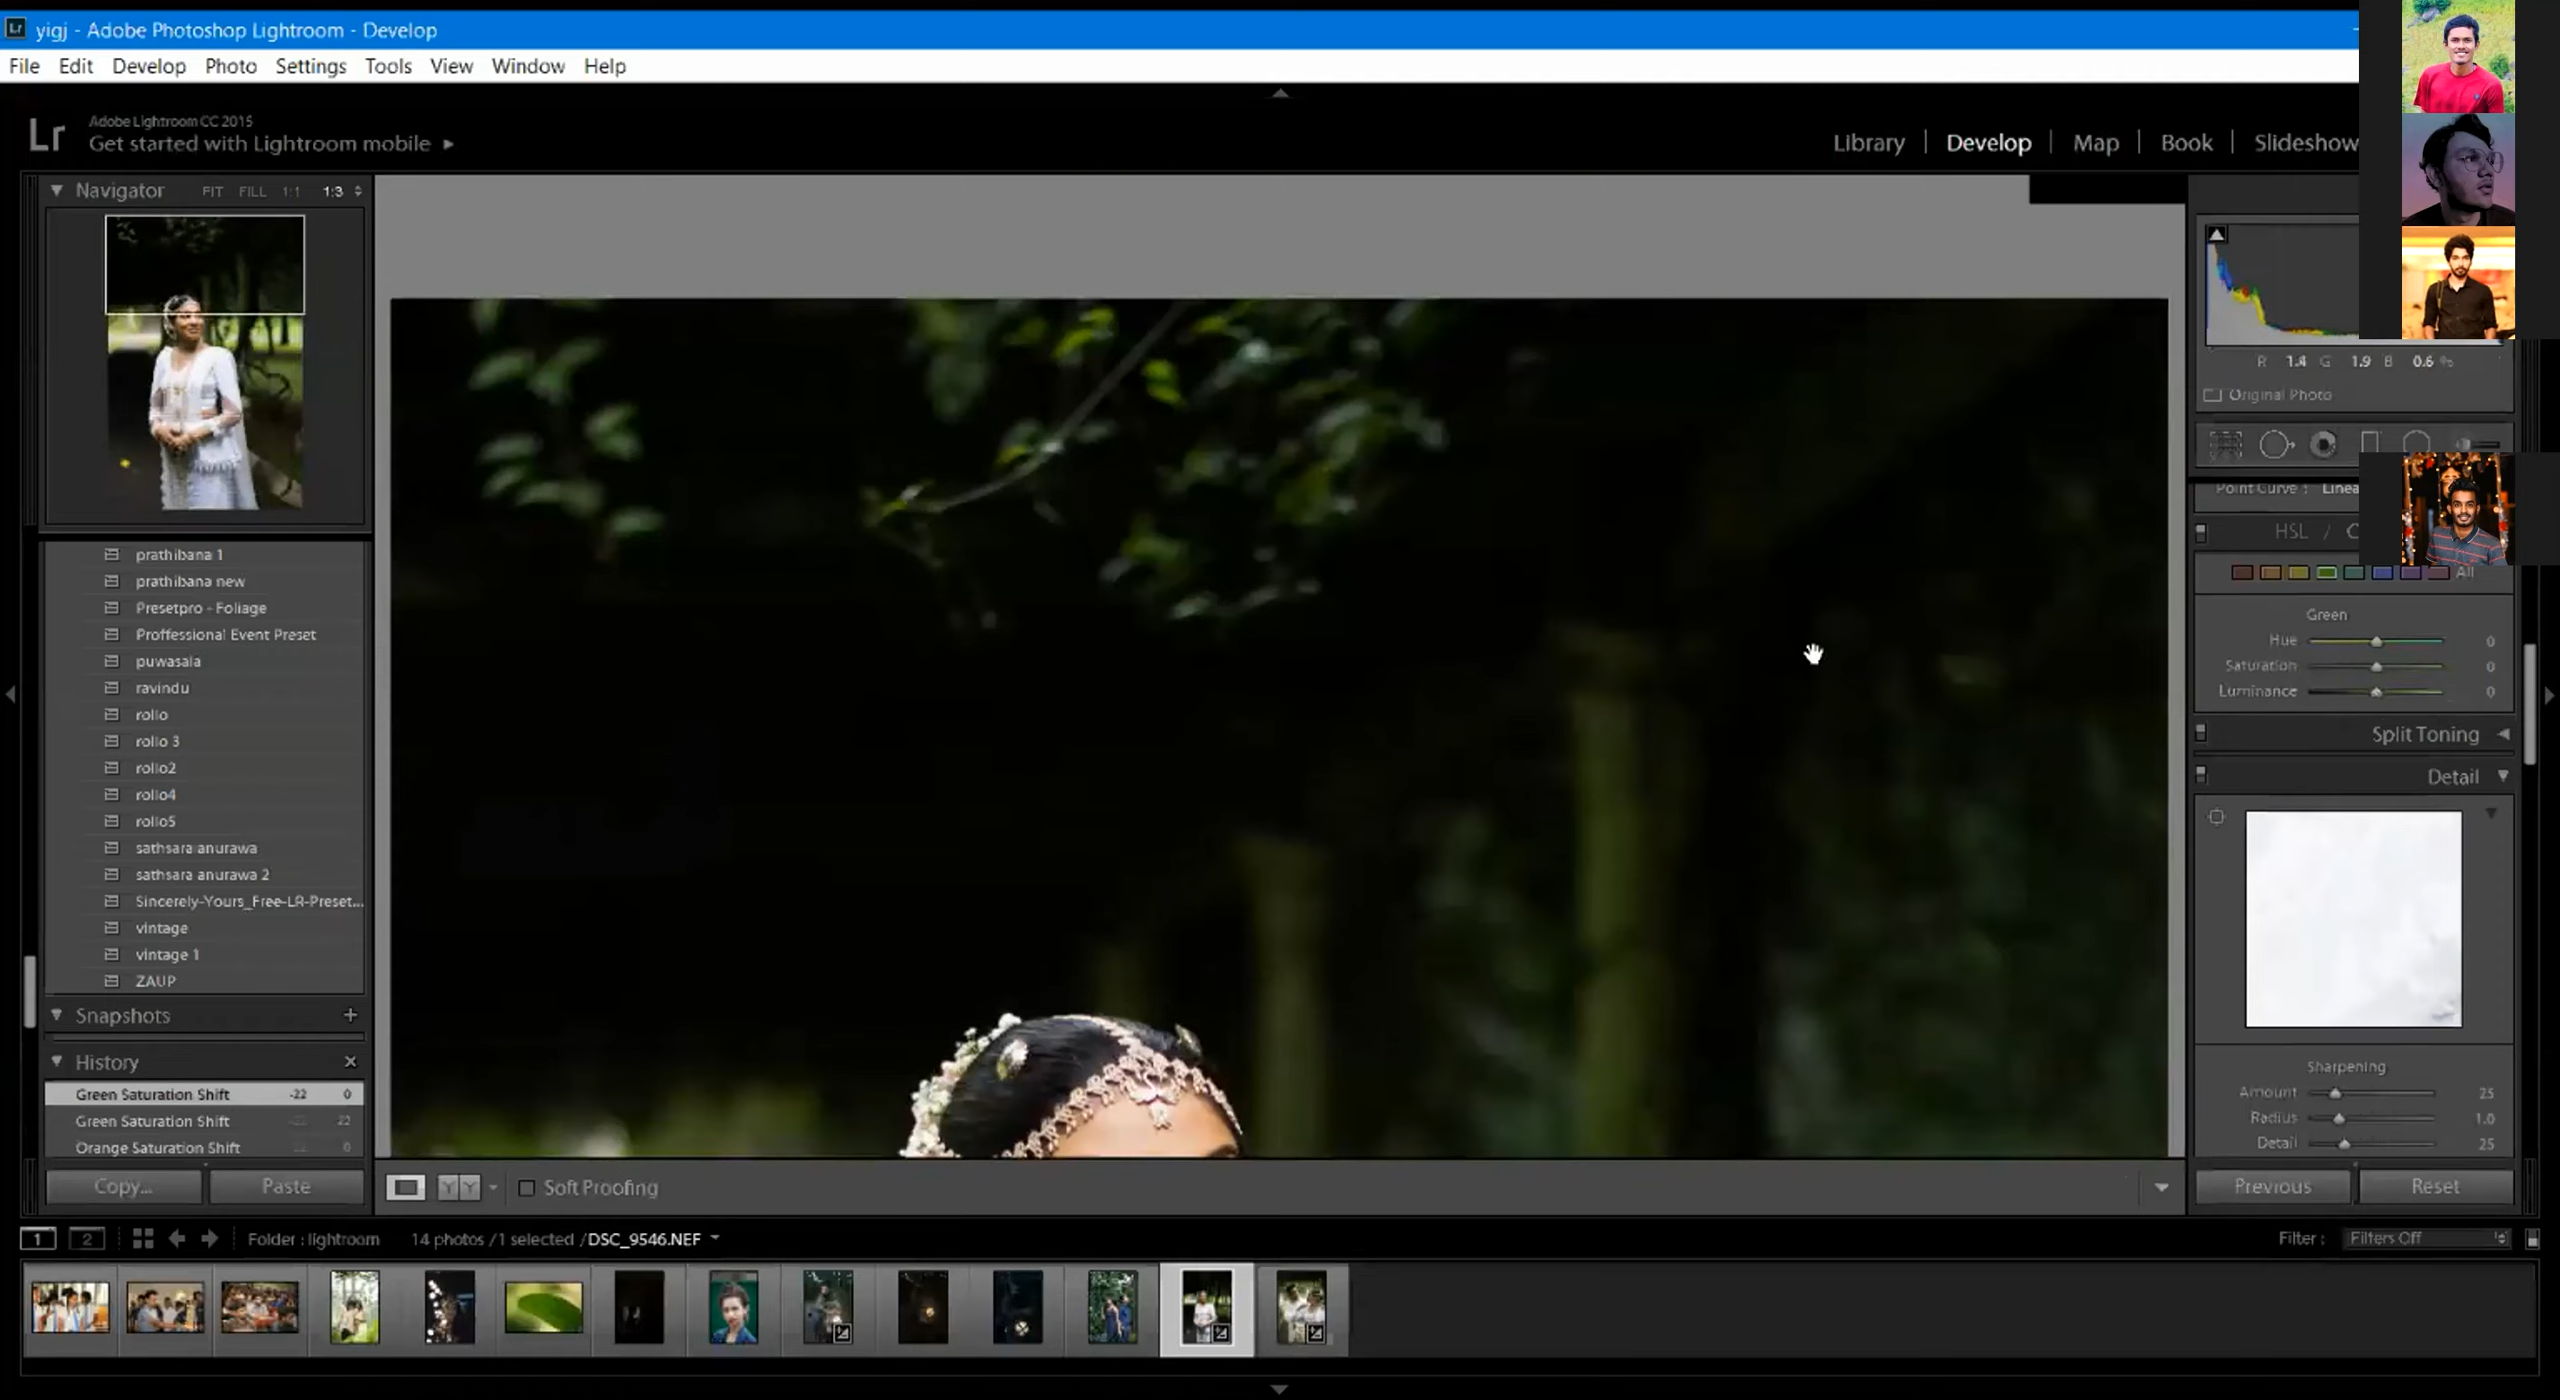 yigj - Adobe Photoshop Lightroom - Develop
File Edit Develop Photo Settings Tools View Window Help
Lr
Adobe Lightroom CC 2015
Get started with Lightroom mobile
Library | Develop | Map | Book | Slideshow
Navigator FIT FILL 1:1 1:3
R 1.4 G 1.9 B 0.6 %
Original Photo
Point Curve : Linea
HSL /
All
Green
Hue 0
Saturation 0
Luminance 0
Split Toning
Detail
Sharpening
Amount 25
Radius 1.0
Detail 25
Previous Reset
prathibana 1
prathibana new
Presetpro - Foliage
Proffessional Event Preset
puwasala
ravindu
rollo
rollo 3
rollo2
rollo4
rollo5
sathsara anurawa
sathsara anurawa 2
Sincerely-Yours_Free-LR-Preset...
vintage
vintage 1
ZAUP
Snapshots +
History ×
Green Saturation Shift -22 0
Green Saturation Shift 22
Orange Saturation Shift 0
Copy... Paste
Y Y Soft Proofing
1 2 Folder : lightroom 14 photos / 1 selected / DSC_9546.NEF
Filter : Filters Off